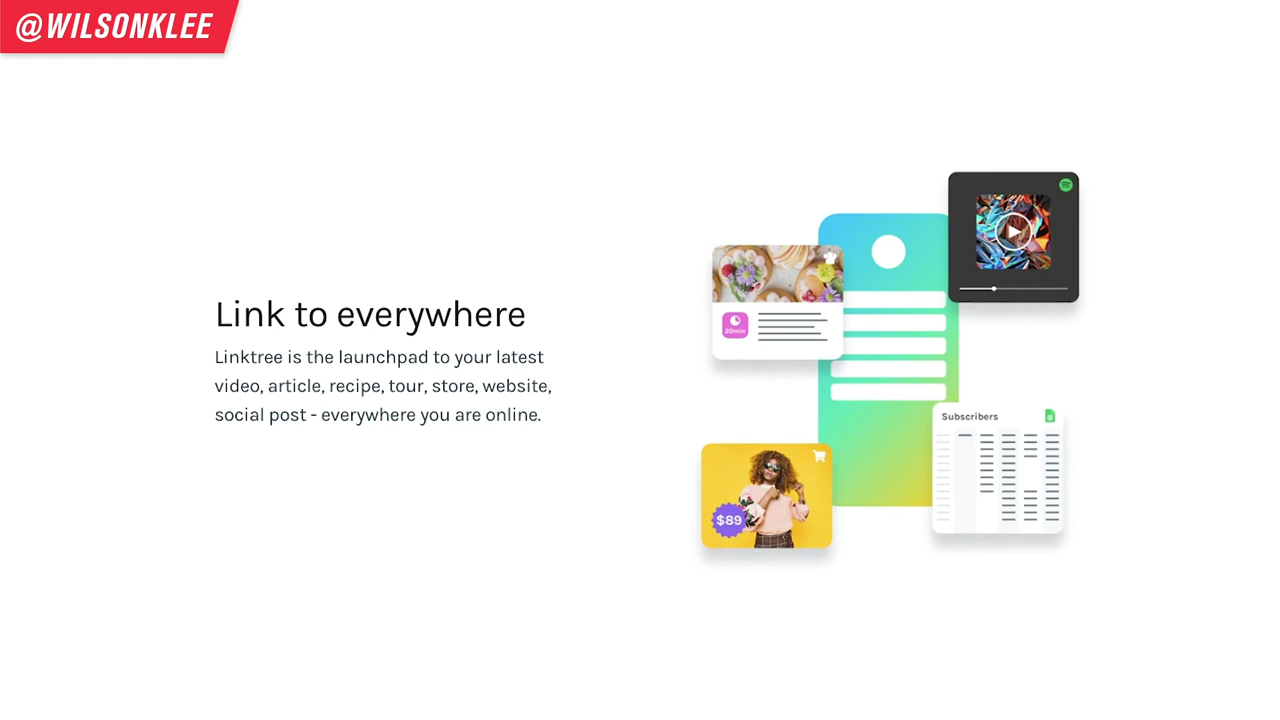 @WILSONKLEE
Link to everywhere
Linktree is the launchpad to your latest
video, article, recipe, tour, store, website,
social post - everywhere you are online.
20min
$89
Subscribers